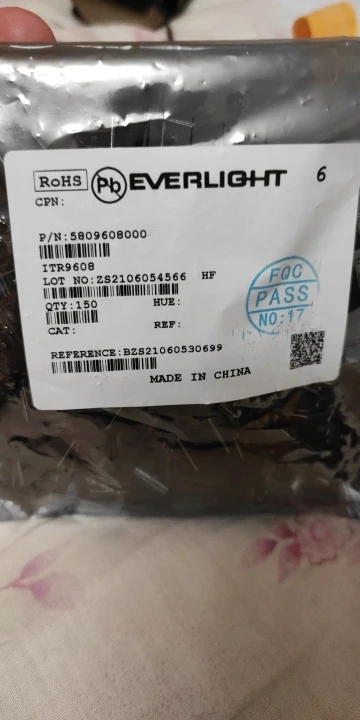 RoHS Pb EVERLIGHT 6
CPN:
P/N:5809608000
ITR9608
LOT NO:ZS2106054566 HF
QTY:150 HUE:
CAT: REF:
REFERENCE:BZS21060530699
MADE IN CHINA
FQC
PASS
NO:17